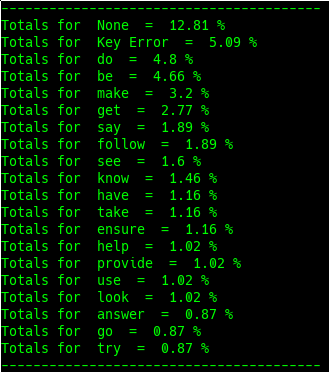 ----------------------------------------
Totals for  None  =  12.81 %
Totals for  Key Error  =  5.09 %
Totals for  do  =  4.8 %
Totals for  be  =  4.66 %
Totals for  make  =  3.2 %
Totals for  get  =  2.77 %
Totals for  say  =  1.89 %
Totals for  follow  =  1.89 %
Totals for  see  =  1.6 %
Totals for  know  =  1.46 %
Totals for  have  =  1.16 %
Totals for  take  =  1.16 %
Totals for  ensure  =  1.16 %
Totals for  help  =  1.02 %
Totals for  provide  =  1.02 %
Totals for  use  =  1.02 %
Totals for  look  =  1.02 %
Totals for  answer  =  0.87 %
Totals for  go  =  0.87 %
Totals for  try  =  0.87 %
----------------------------------------